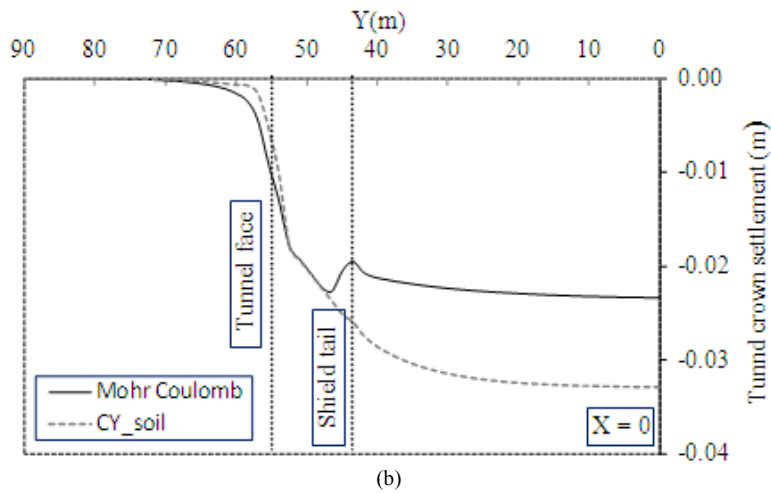 Y(m)
90 80 70 60 50 40 30 20 10 0
0.00
-0.01
-0.02
-0.03
-0.04
Tunnel crown settlement (m)
Tunnel face
Shield tail
Mohr Coulomb
CY_soil
X = 0
(b)